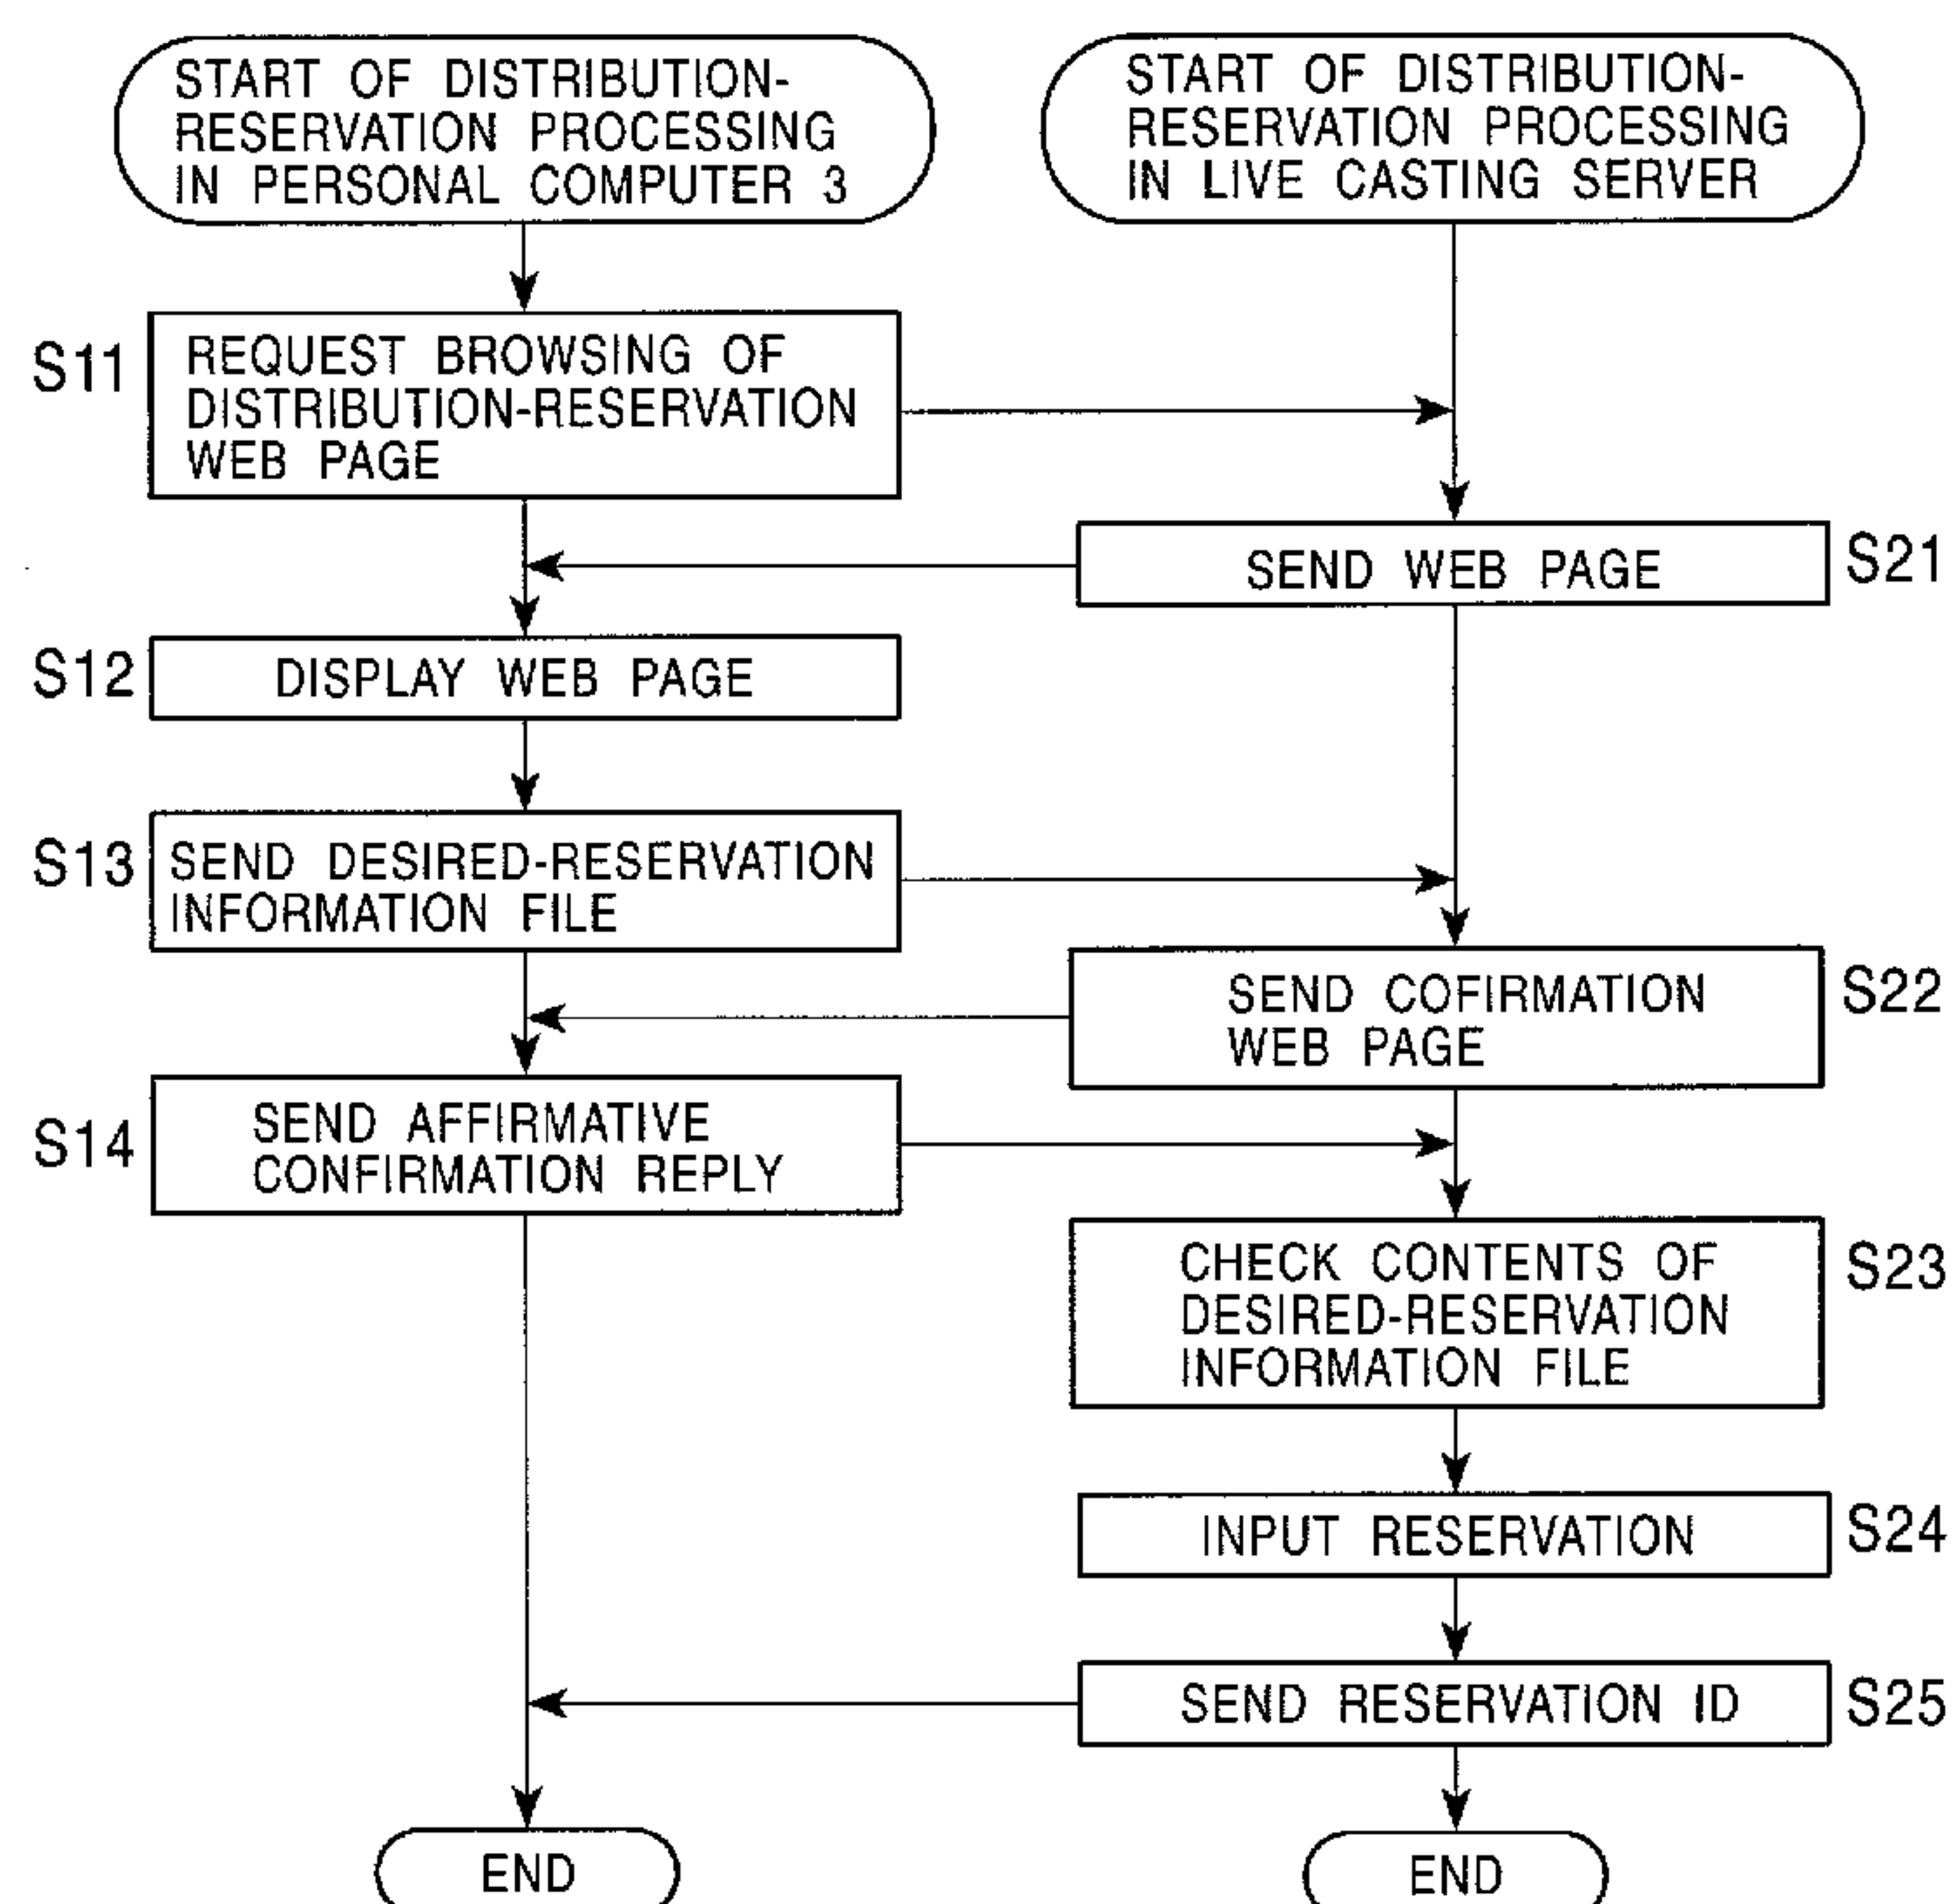 START OF DISTRIBUTION-
RESERVATION PROCESSING
IN PERSONAL COMPUTER 3
START OF DISTRIBUTION-
RESERVATION PROCESSING
IN LIVE CASTING SERVER
S11
REQUEST BROWSING OF
DISTRIBUTION-RESERVATION
WEB PAGE
SEND WEB PAGE
S21
S12
DISPLAY WEB PAGE
S13
SEND DESIRED-RESERVATION
INFORMATION FILE
SEND COFIRMATION
WEB PAGE
S22
S14
SEND AFFIRMATIVE
CONFIRMATION REPLY
CHECK CONTENTS OF
DESIRED-RESERVATION
INFORMATION FILE
S23
INPUT RESERVATION
S24
SEND RESERVATION ID
S25
END
END